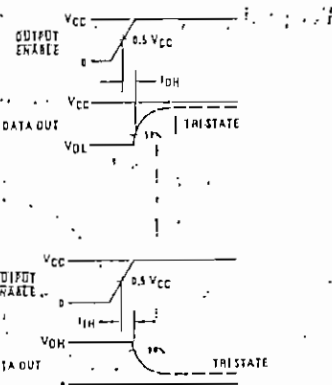 VCC
OUTPUT
ENABLE
0.5 VCC
0
tOH
VCC
DATA OUT
TRISTATE
VOL
VCC
0.5 VCC
0
t1H
VOH
TRISTATE